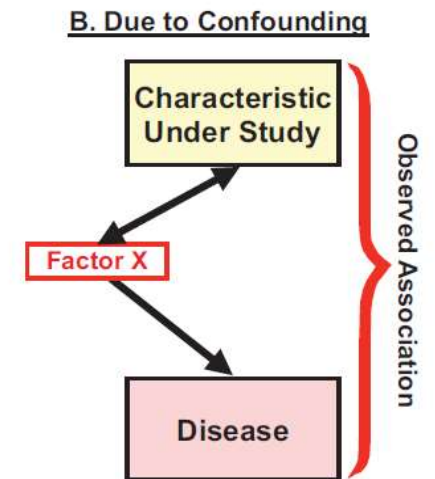 B. Due to Confounding
Characteristic
Under Study
Observed Association
Factor X
Disease